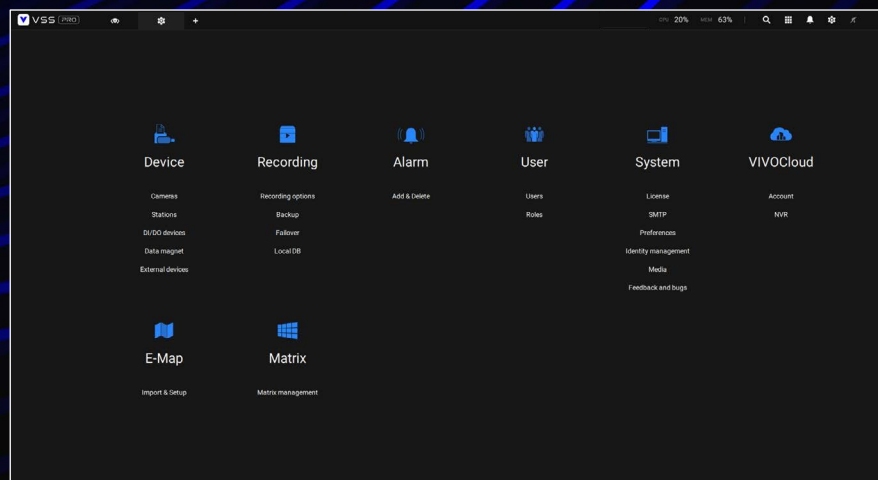 VSS PRO
CPU 20% MEM 63%
Device
Cameras
Stations
DI/DO devices
Data magnet
External devices
Recording
Recording options
Backup
Failover
Local DB
Alarm
Add & Delete
User
Users
Roles
System
License
SMTP
Preferences
Identity management
Media
Feedback and bugs
VIVOCloud
Account
NVR
E-Map
Import & Setup
Matrix
Matrix management